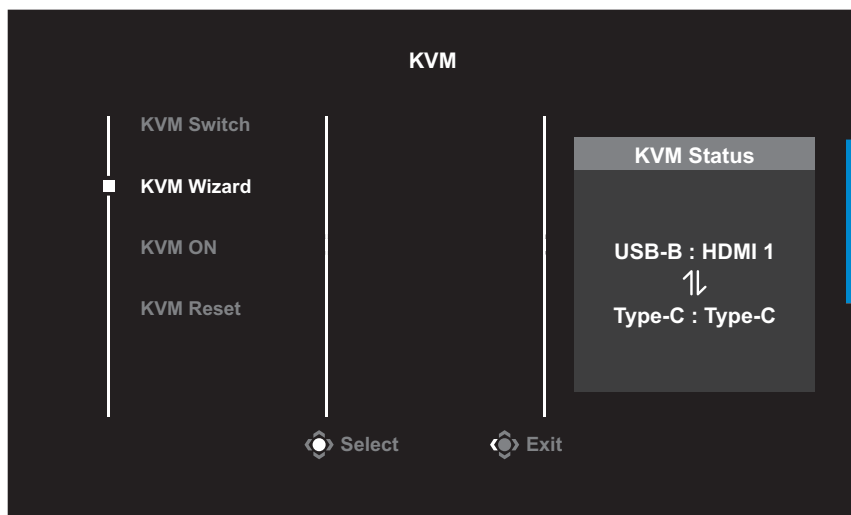 KVM
KVM Switch
KVM Wizard
KVM ON
KVM Reset
KVM Status
USB-B : HDMI 1
Type-C : Type-C
Select
Exit